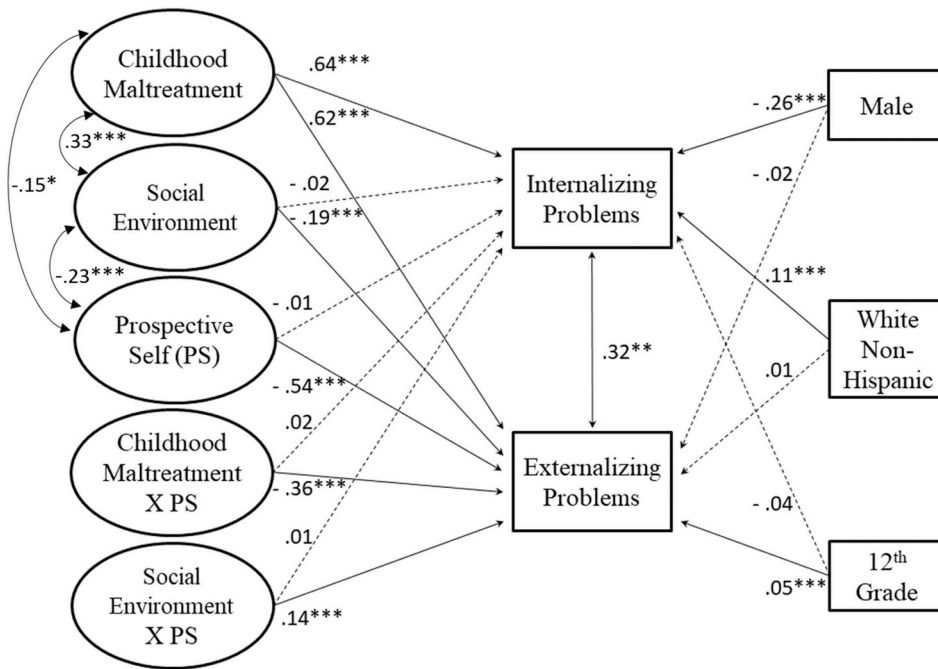 Childhood
Maltreatment
Social
Environment
Prospective
Self (PS)
Childhood
Maltreatment
X PS
Social
Environment
X PS
.33***
-.15*
-.23***
.64***
.62***
- .02
- .19***
- .01
- .54***
.02
- .36***
.01
.14***
Internalizing
Problems
.32**
Externalizing
Problems
- .26***
- .02
.11***
.01
- .04
.05***
Male
White
Non-
Hispanic
12th
Grade